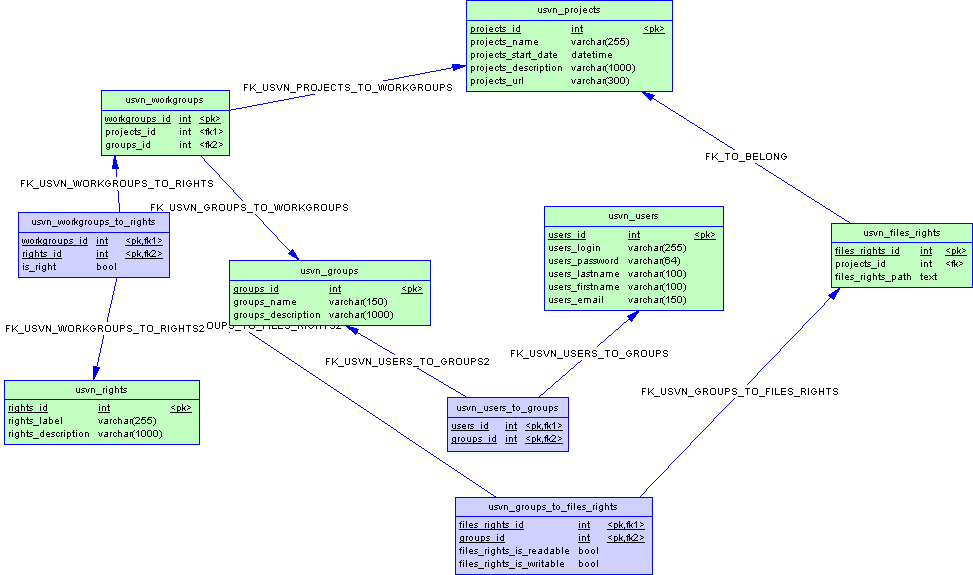 usvn_projects
projects_id int <pk>
projects_name varchar(255)
projects_start_date datetime
projects_description varchar(1000)
projects_url varchar(300)
FK_USVN_PROJECTS_TO_WORKGROUPS
usvn_workgroups
workgroups_id int <pk>
projects_id int <fk1>
groups_id int <fk2>
FK_TO_BELONG
FK_USVN_WORKGROUPS_TO_RIGHTS
FK_USVN_GROUPS_TO_WORKGROUPS
usvn_workgroups_to_rights
workgroups_id int <pk,fk1>
rights_id int <pk,fk2>
is_right bool
usvn_users
users_id int <pk>
users_login varchar(255)
users_password varchar(64)
users_lastname varchar(100)
users_firstname varchar(100)
users_email varchar(150)
usvn_files_rights
files_rights_id int <pk>
projects_id int <fk>
files_rights_path text
usvn_groups
groups_id int <pk>
groups_name varchar(150)
groups_description varchar(1000)
FK_USVN_WORKGROUPS_TO_RIGHTS2
OUPS_TO_FILES_RIGHTS2
FK_USVN_USERS_TO_GROUPS2
FK_USVN_USERS_TO_GROUPS
FK_USVN_GROUPS_TO_FILES_RIGHTS
usvn_rights
rights_id int <pk>
rights_label varchar(255)
rights_description varchar(1000)
usvn_users_to_groups
users_id int <pk,fk1>
groups_id int <pk,fk2>
usvn_groups_to_files_rights
files_rights_id int <pk,fk1>
groups_id int <pk,fk2>
files_rights_is_readable bool
files_rights_is_writable bool